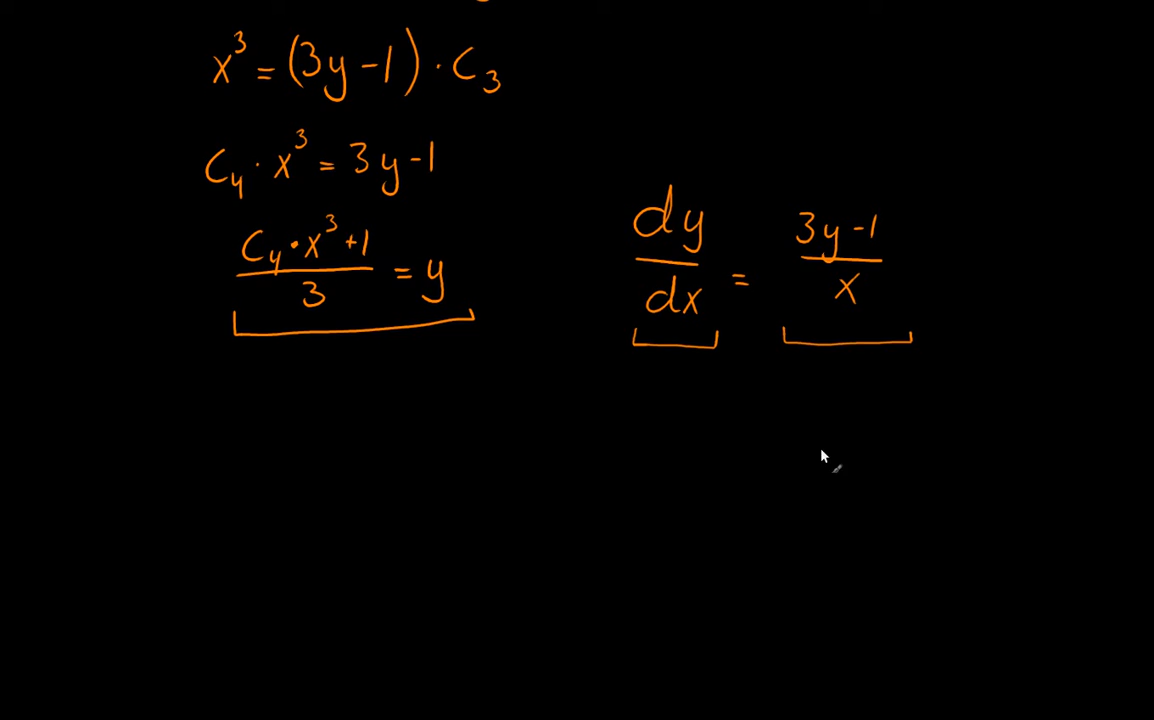 x³ = (3y - 1) · C₃
C₄ · x³ = 3y - 1
(C₄ · x³ + 1) / 3 = y
dy/dx = (3y - 1) / x